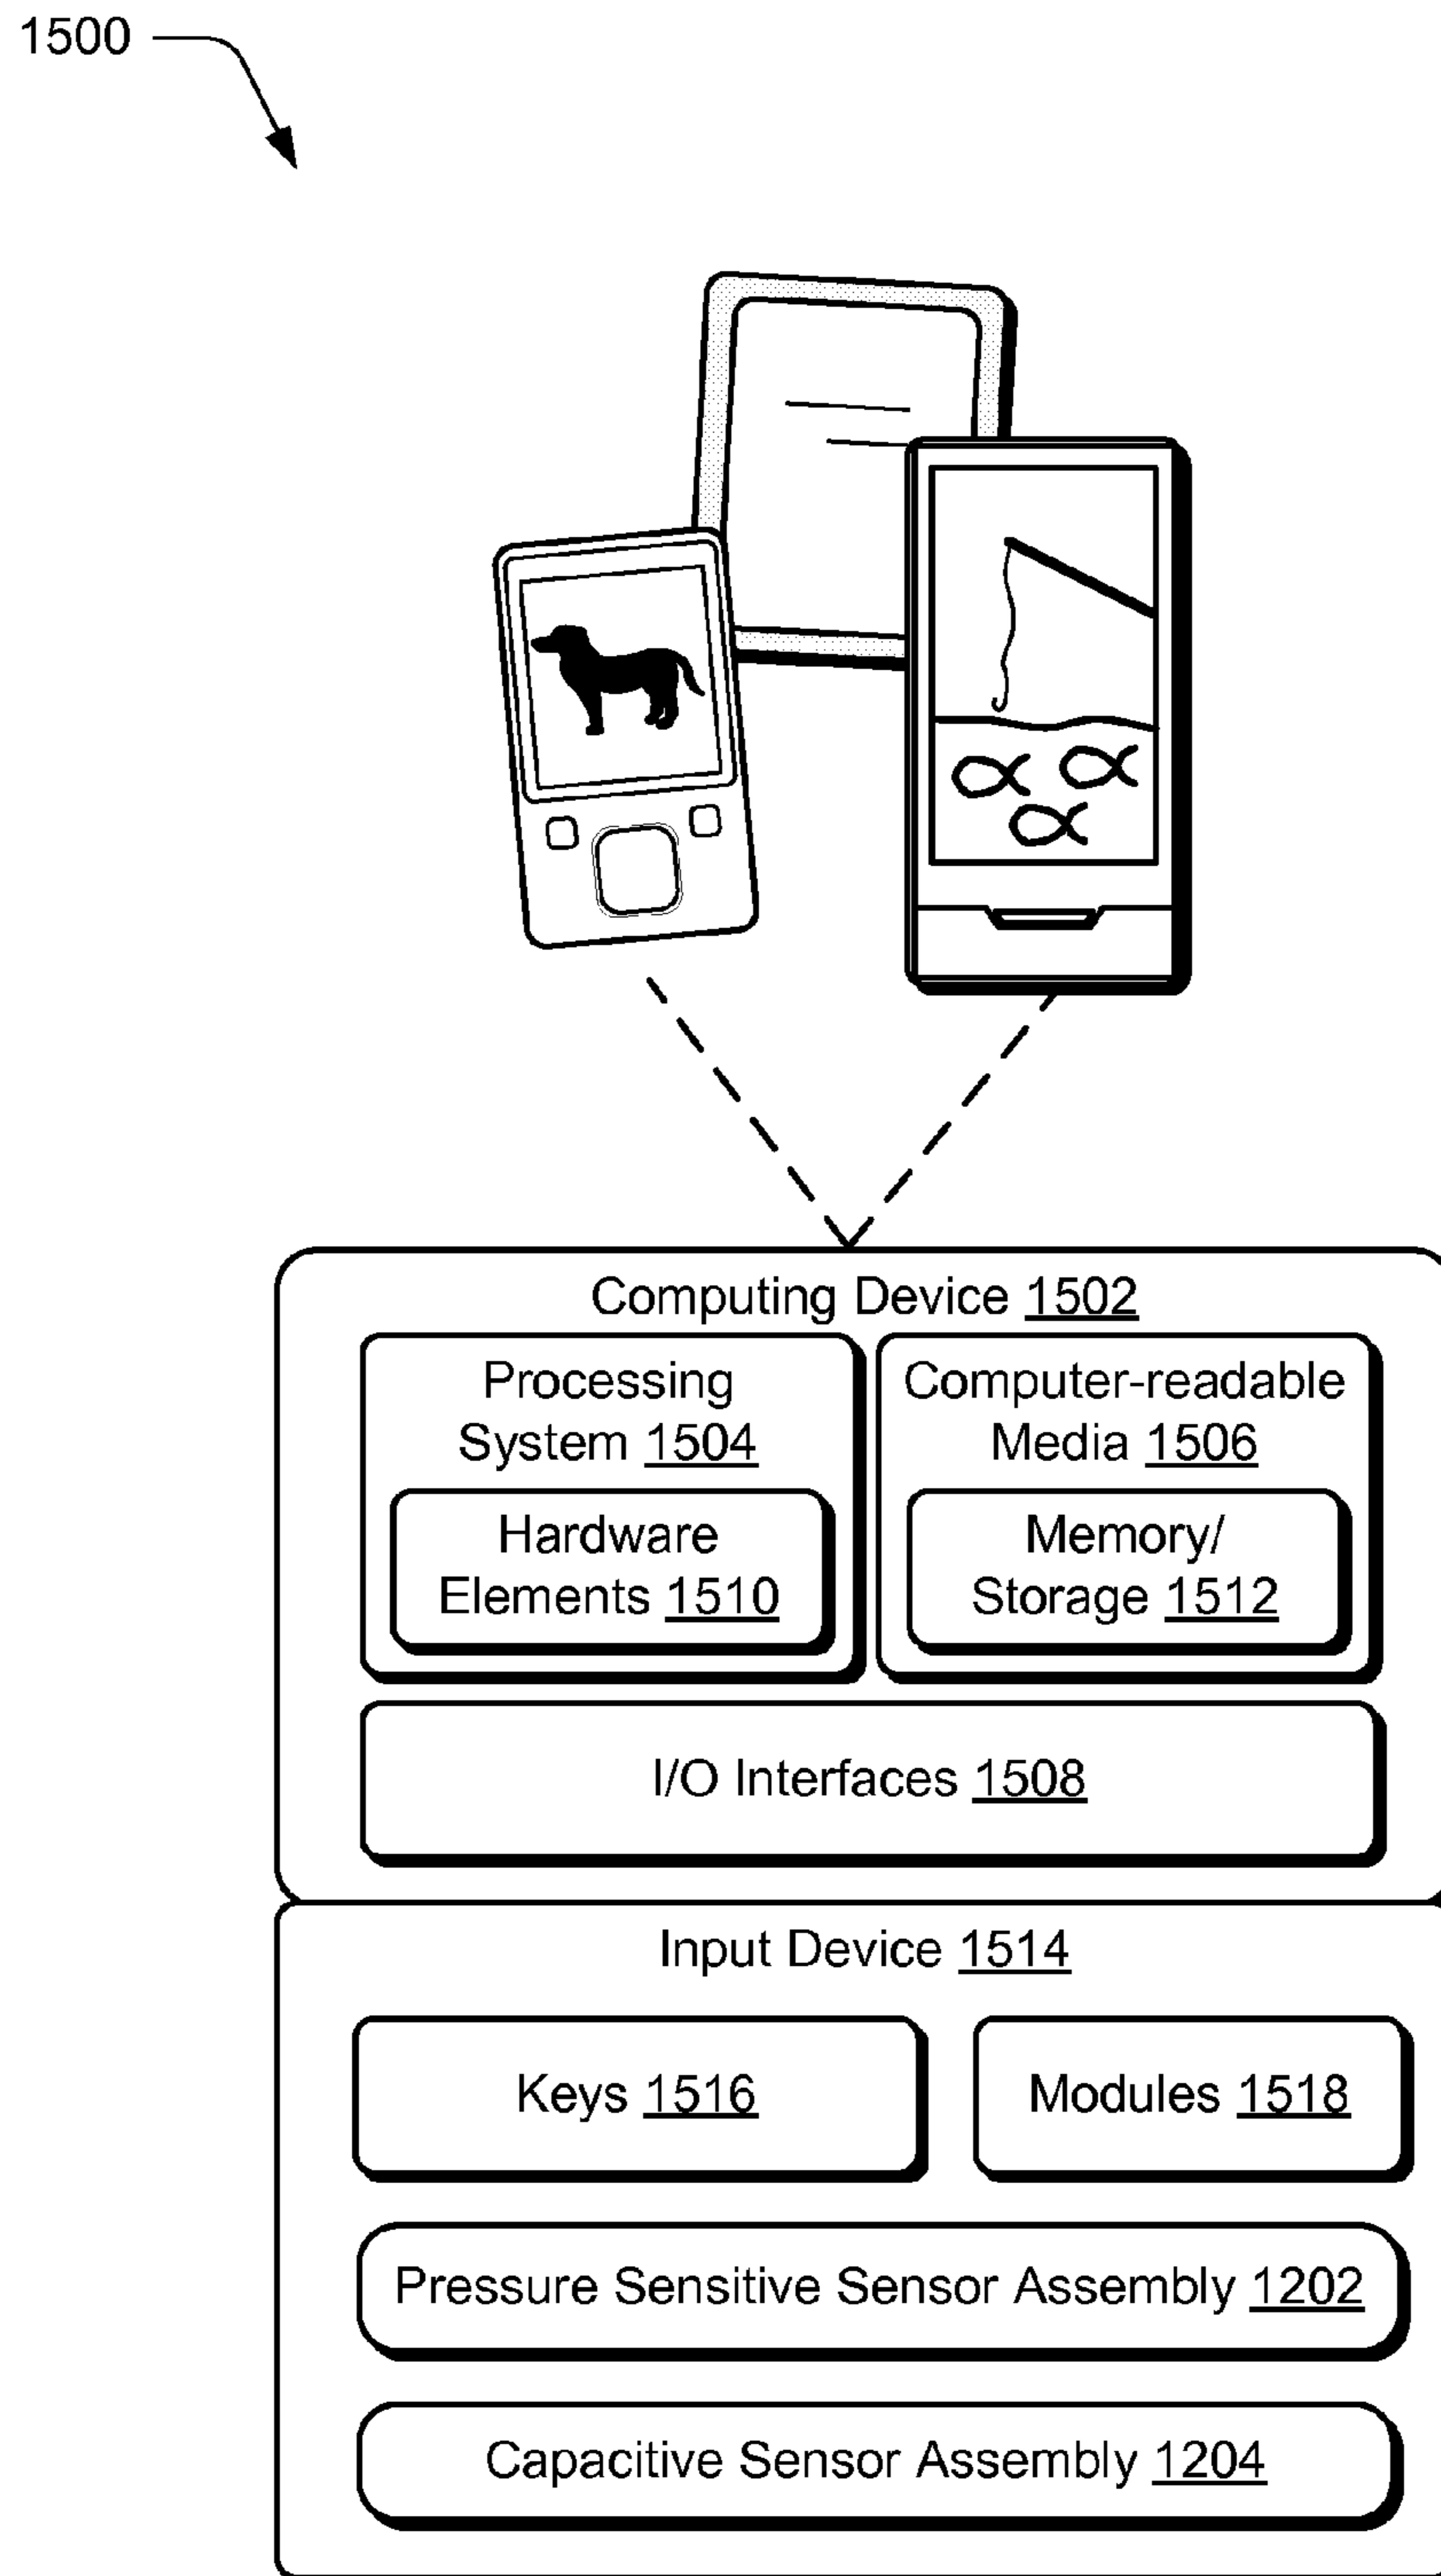 1500
Computing Device 1502
Processing
System 1504
Hardware
Elements 1510
Computer-readable
Media 1506
Memory/
Storage 1512
I/O Interfaces 1508
Input Device 1514
Keys 1516
Modules 1518
Pressure Sensitive Sensor Assembly 1202
Capacitive Sensor Assembly 1204